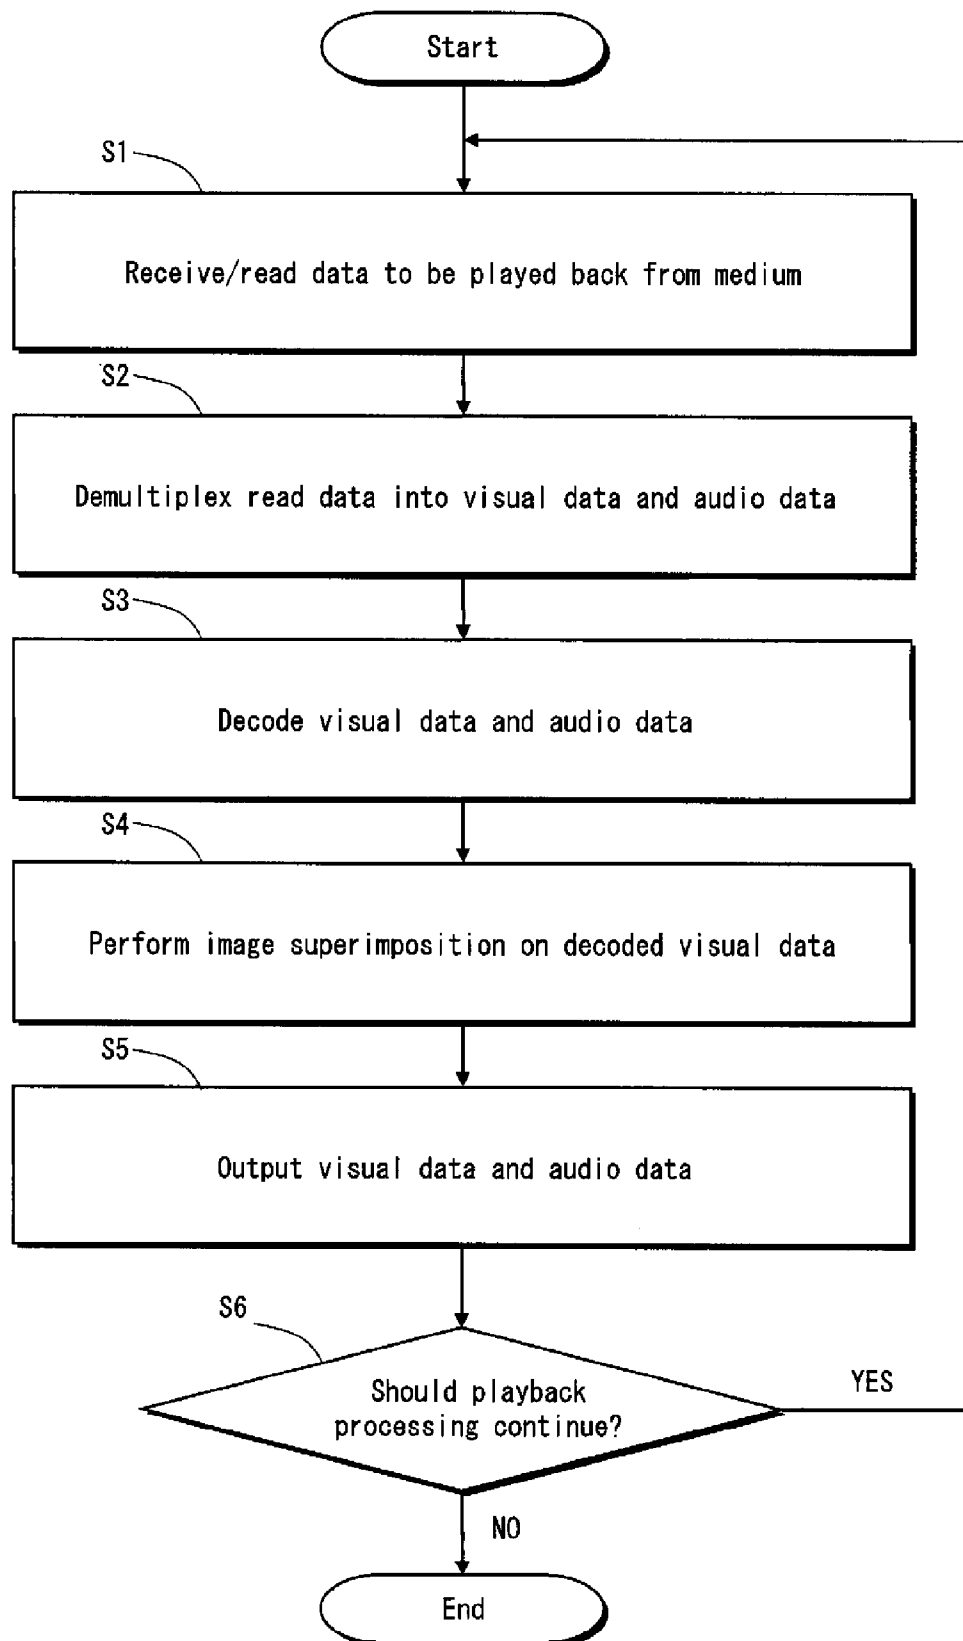 Start
S1
Receive/read data to be played back from medium
S2
Demultiplex read data into visual data and audio data
S3
Decode visual data and audio data
S4
Perform image superimposition on decoded visual data
S5
Output visual data and audio data
S6
Should playback
processing continue?
YES
NO
End